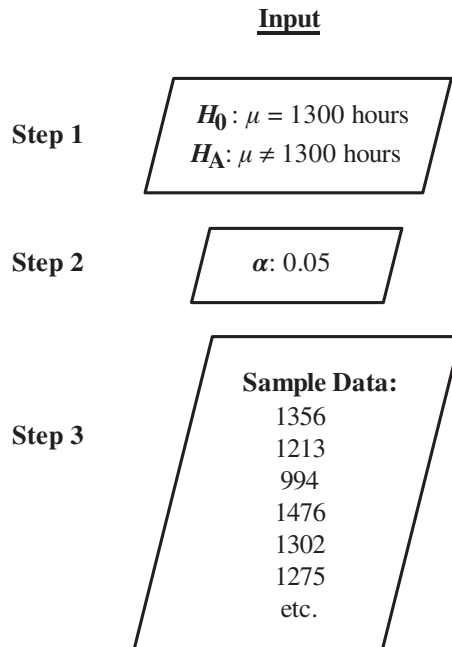 Input
Step 1
H0 : μ = 1300 hours
HA: μ ≠ 1300 hours
Step 2
α: 0.05
Step 3
Sample Data:
1356
1213
994
1476
1302
1275
etc.